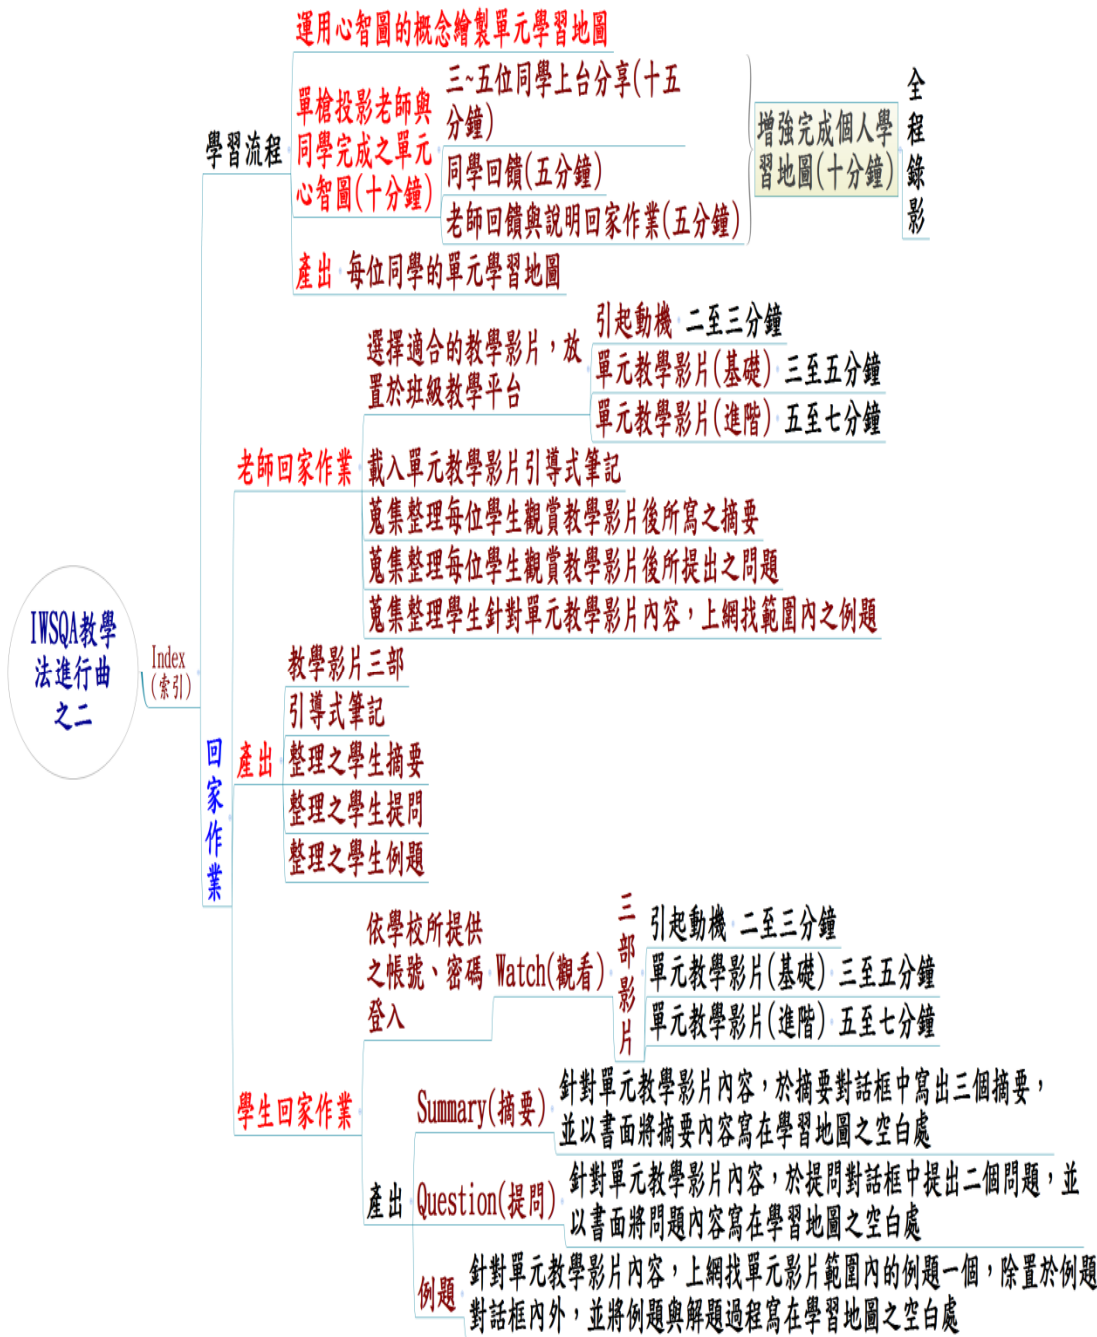 IWSQA教學
法進行曲
之二
Index
(索引)
學習流程
運用心智圖的概念繪製單元學習地圖
單槍投影老師與
同學完成之單元
心智圖(十分鐘)
三~五位同學上台分享(十五
分鐘)
同學回饋(五分鐘)
老師回饋與說明回家作業(五分鐘)
增強完成個人學
習地圖(十分鐘)
全程錄影
產出
每位同學的單元學習地圖
回家作業
老師回家作業
選擇適合的教學影片，放
置於班級教學平台
引起動機 二至三分鐘
單元教學影片(基礎) 三至五分鐘
單元教學影片(進階) 五至七分鐘
載入單元教學影片引導式筆記
蒐集整理每位學生觀賞教學影片後所寫之摘要
蒐集整理每位學生觀賞教學影片後所提出之問題
蒐集整理學生針對單元教學影片內容，上網找範圍內之例題
產出
教學影片三部
引導式筆記
整理之學生摘要
整理之學生提問
整理之學生例題
學生回家作業
依學校所提供
之帳號、密碼
登入
Watch(觀看)
三部影片
引起動機 二至三分鐘
單元教學影片(基礎) 三至五分鐘
單元教學影片(進階) 五至七分鐘
產出
Summary(摘要)
針對單元教學影片內容，於摘要對話框中寫出三個摘要，
並以書面將摘要內容寫在學習地圖之空白處
Question(提問)
針對單元教學影片內容，於提問對話框中提出二個問題，並
以書面將問題內容寫在學習地圖之空白處
例題
針對單元教學影片內容，上網找單元影片範圍內的例題一個，除置於例題
對話框內外，並將例題與解題過程寫在學習地圖之空白處